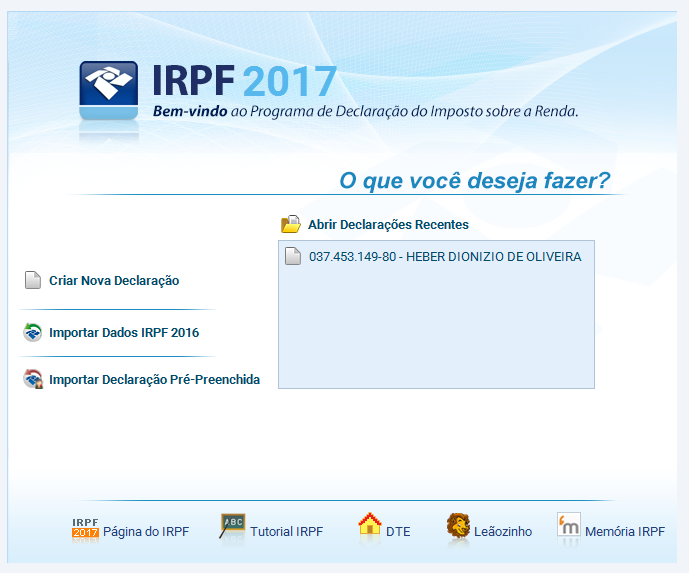 IRPF 2017
Bem-vindo ao Programa de Declaração do Imposto sobre a Renda.
O que você deseja fazer?
Abrir Declarações Recentes
037.453.149-80 - HEBER DIONIZIO DE OLIVEIRA
Criar Nova Declaração
Importar Dados IRPF 2016
Importar Declaração Pré-Preenchida
IRPF
2017
Página do IRPF
ABC
Tutorial IRPF
DTE
Leãozinho
m
Memória IRPF